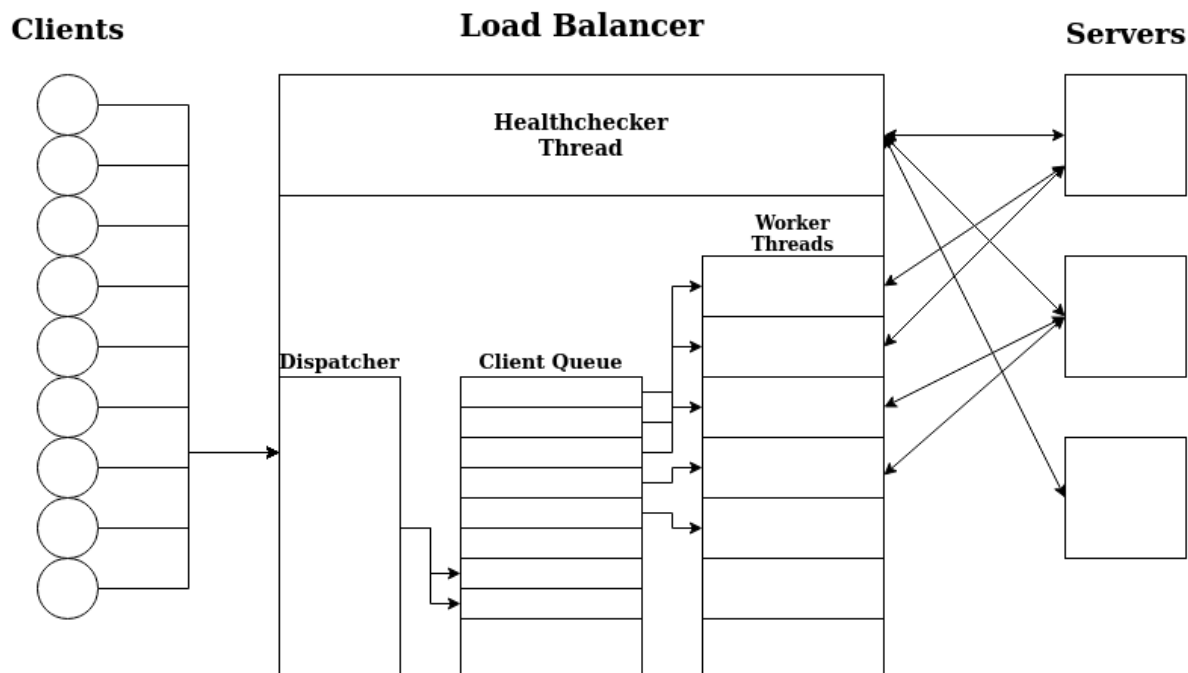 Clients
Load Balancer
Servers
Healthchecker
Thread
Worker
Threads
Dispatcher
Client Queue